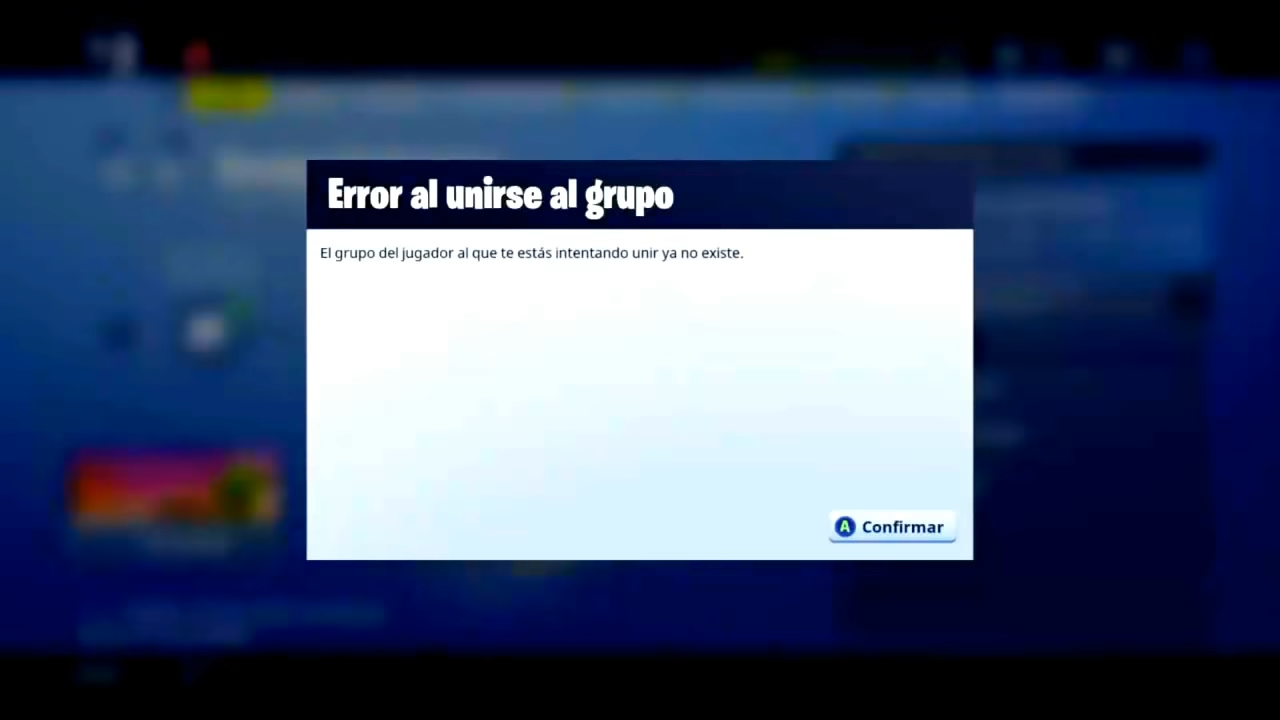 Error al unirse al grupo
El grupo del jugador al que te estás intentando unir ya no existe.
A Confirmar